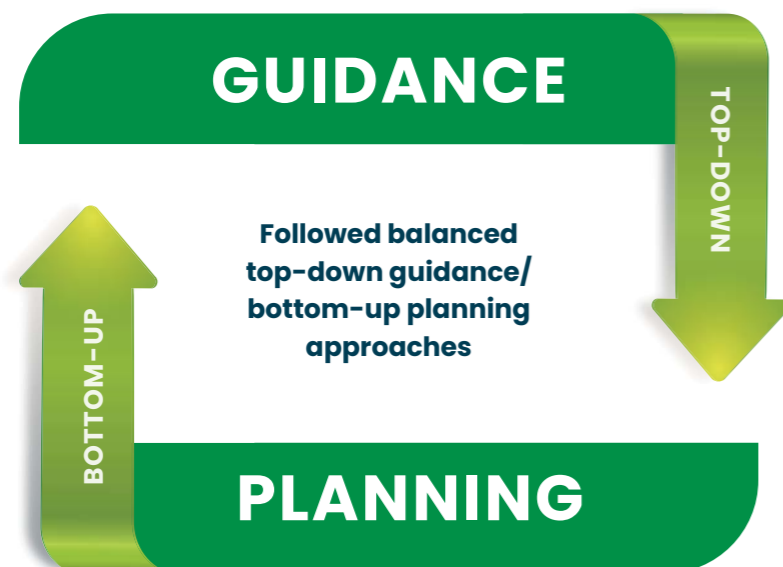 GUIDANCE
TOP-DOWN
Followed balanced
top-down guidance/
bottom-up planning
approaches
BOTTOM-UP
PLANNING